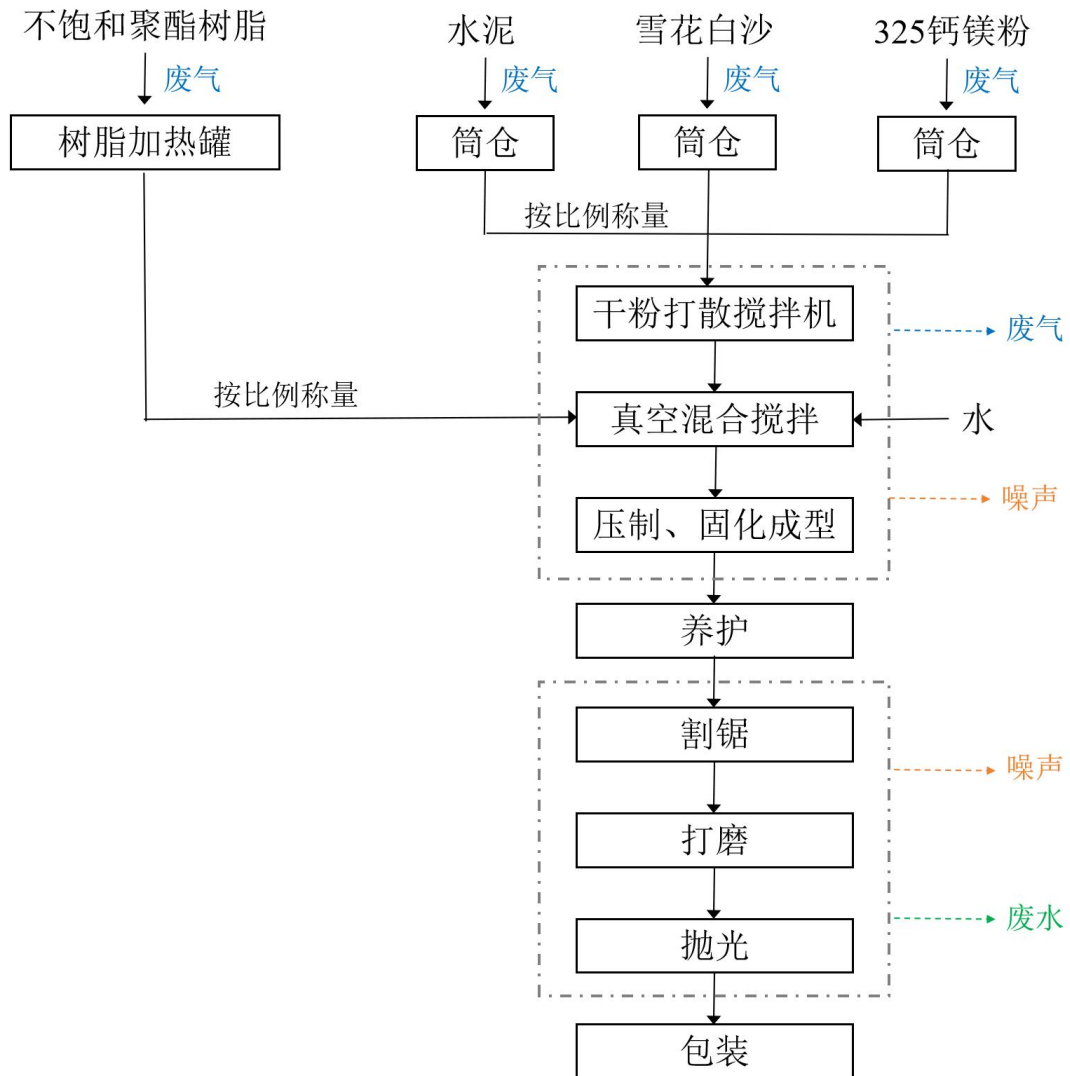 不饱和聚酯树脂
水泥
雪花白沙
325钙镁粉
废气
废气
废气
废气
树脂加热罐
筒仓
筒仓
筒仓
按比例称量
干粉打散搅拌机
废气
按比例称量
真空混合搅拌
水
噪声
压制、固化成型
养护
割锯
噪声
打磨
废水
抛光
包装